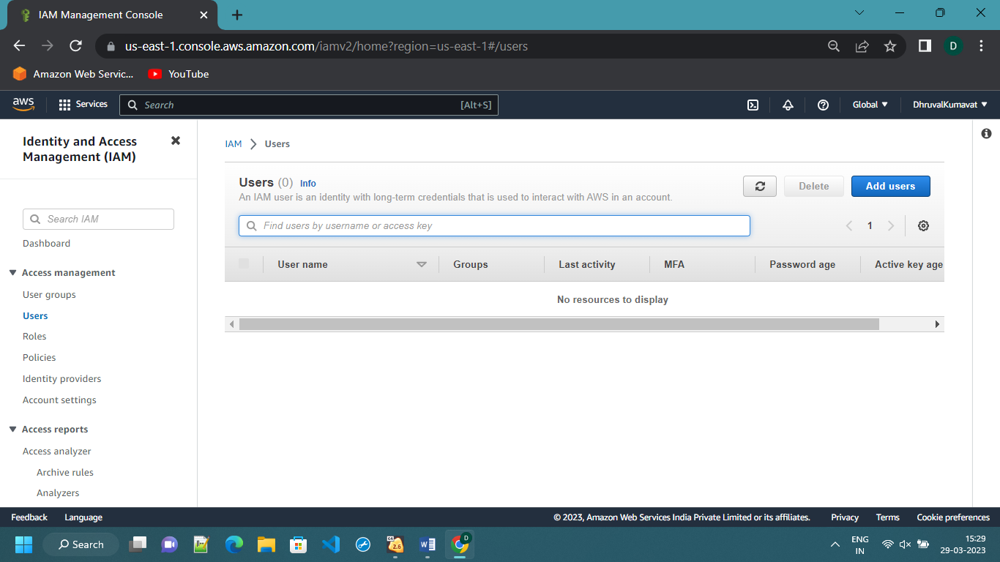 IAM Management Console
us-east-1.console.aws.amazon.com/iamv2/home?region=us-east-1#/users
D
Amazon Web Servic...
YouTube
aws
Services
Search
[Alt+S]
Global
DhruvalKumavat
Identity and Access
Management (IAM)
Search IAM
Dashboard
Access management
User groups
Users
Roles
Policies
Identity providers
Account settings
Access reports
Access analyzer
Archive rules
Analyzers
IAM
Users
Users (0) Info
An IAM user is an identity with long-term credentials that is used to interact with AWS in an account.
Delete
Add users
Find users by username or access key
1
User name
Groups
Last activity
MFA
Password age
Active key age
No resources to display
Feedback
Language
© 2023, Amazon Web Services India Private Limited or its affiliates.
Privacy
Terms
Cookie preferences
Search
64
2.6
D
ENG
IN
15:29
29-03-2023